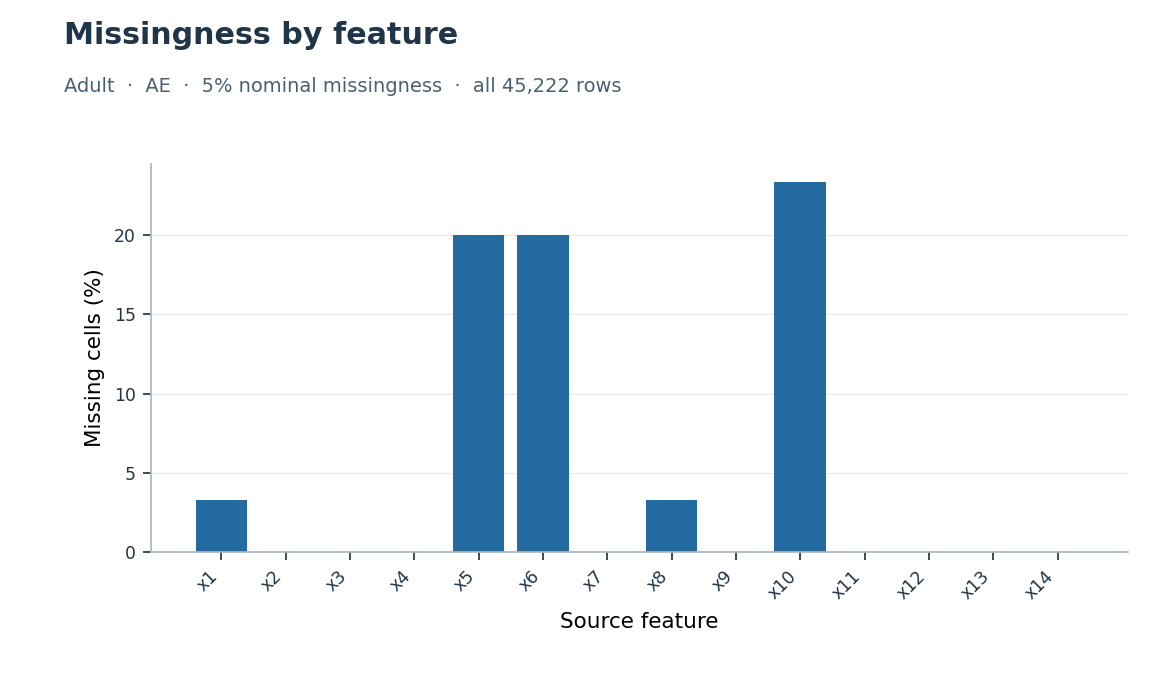 Missingness by feature
Adult · AE · 5% nominal missingness · all 45,222 rows
20
15
10
5
0
Missing cells (%)
x1 x2 x3 x4 x5 x6 x7 x8 x9 x10 x11 x12 x13 x14
Source feature